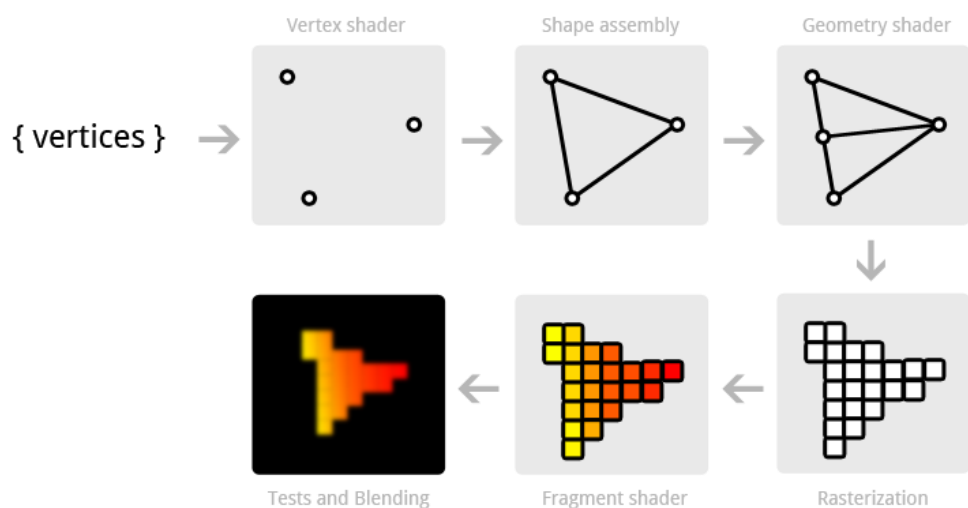 Vertex shader
Shape assembly
Geometry shader
{ vertices }
Tests and Blending
Fragment shader
Rasterization